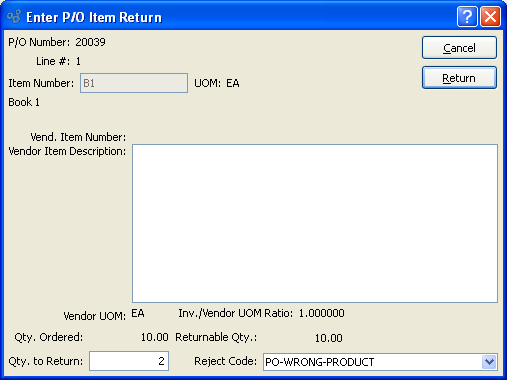 Enter P/O Item Return
P/O Number: 20039
Cancel
Line #: 1
Return
Item Number: B1 UOM: EA
Book 1
Vend. Item Number:
Vendor Item Description:
Vendor UOM: EA Inv./Vendor UOM Ratio: 1.000000
Qty. Ordered: 10.00 Returnable Qty.: 10.00
Qty. to Return: 2 Reject Code: PO-WRONG-PRODUCT